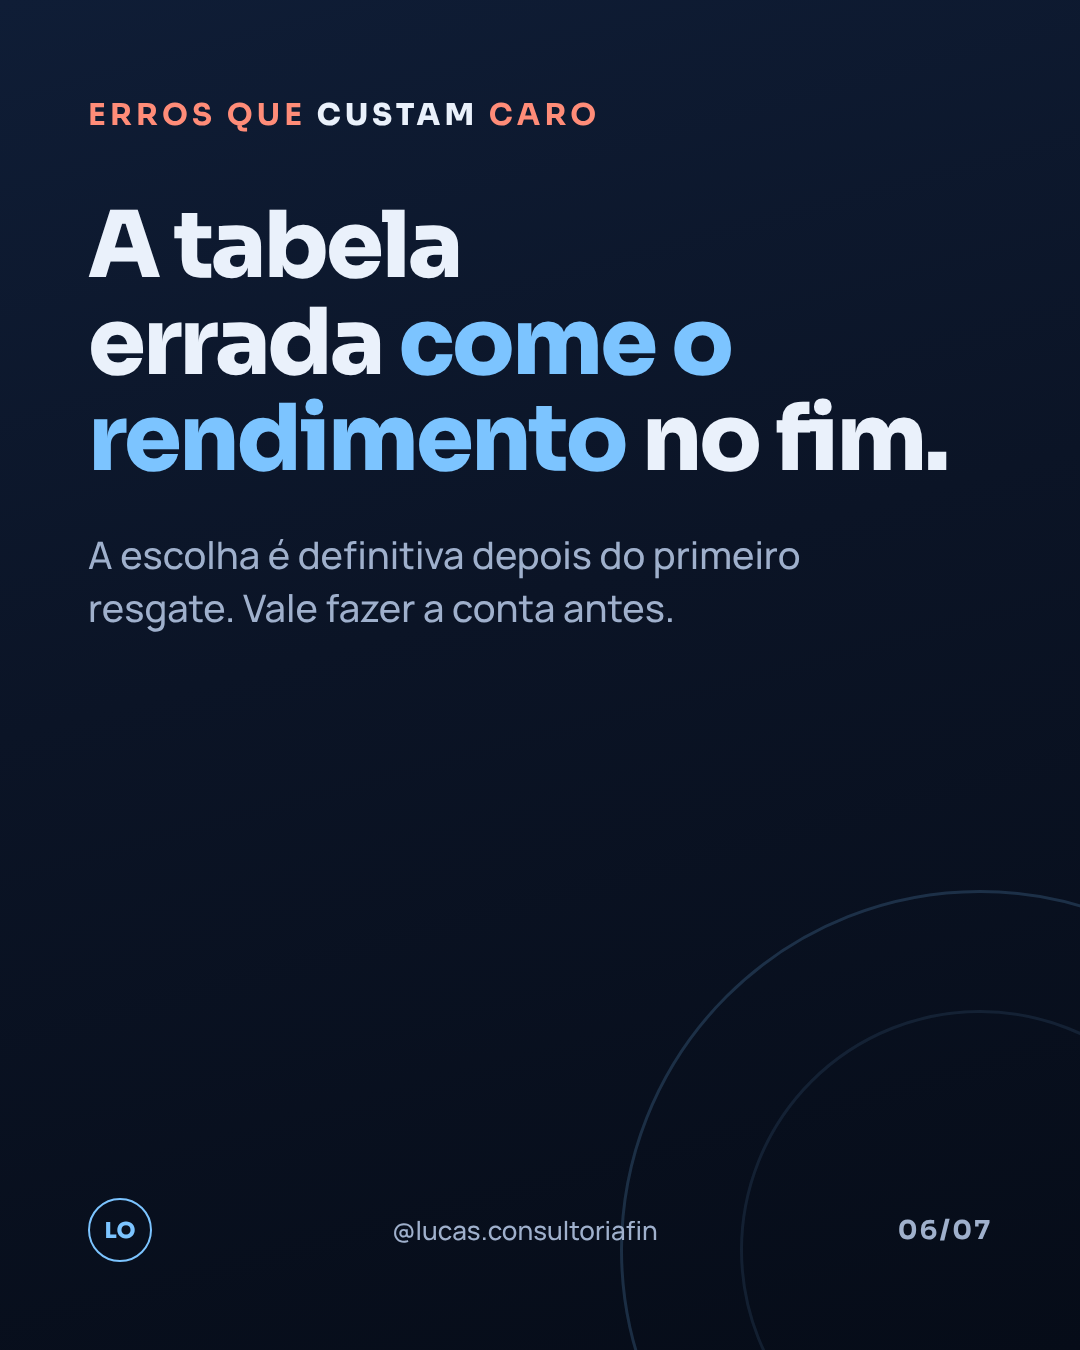 ERROS QUE CUSTAM CARO
A tabela
errada come o
rendimento no fim.
A escolha é definitiva depois do primeiro
resgate. Vale fazer a conta antes.
LO
@lucas.consultoriafin
06/07